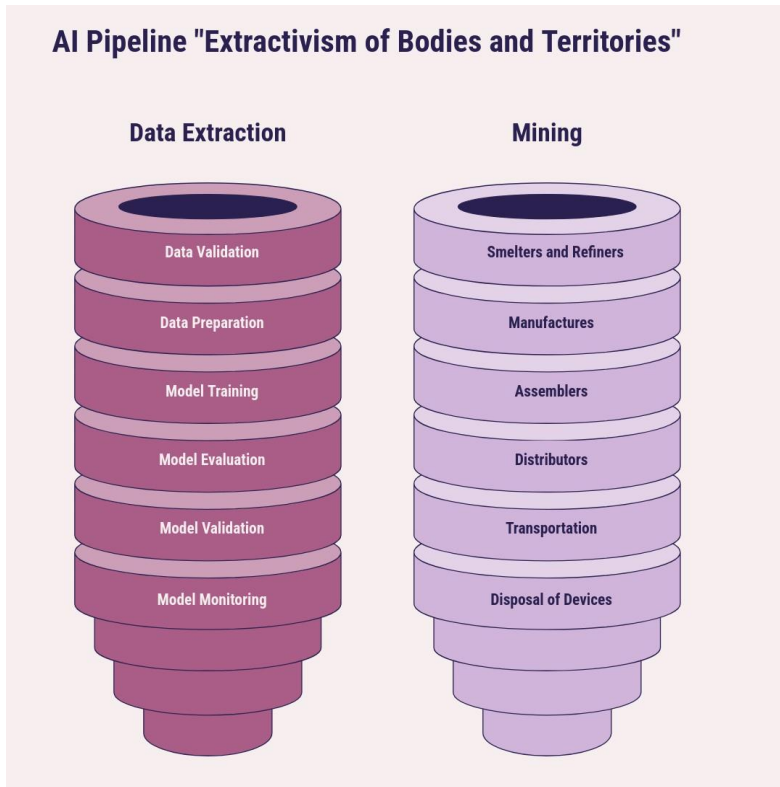 AI Pipeline "Extractivism of Bodies and Territories"
Data Extraction
Data Validation
Data Preparation
Model Training
Model Evaluation
Model Validation
Model Monitoring
Mining
Smelters and Refiners
Manufactures
Assemblers
Distributors
Transportation
Disposal of Devices